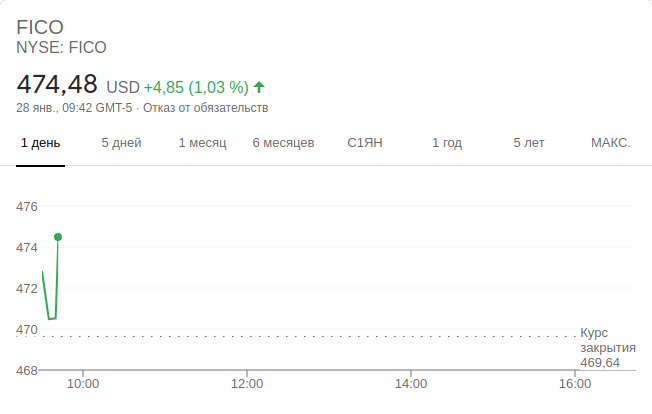 FICO
NYSE: FICO
474,48 USD +4,85 (1,03 %)
28 янв., 09:42 GMT-5 · Отказ от обязательств
1 день 5 дней 1 месяц 6 месяцев С1ЯН 1 год 5 лет МАКС.
476
474
472
470
Курс
закрытия
469,64
468
10:00 12:00 14:00 16:00